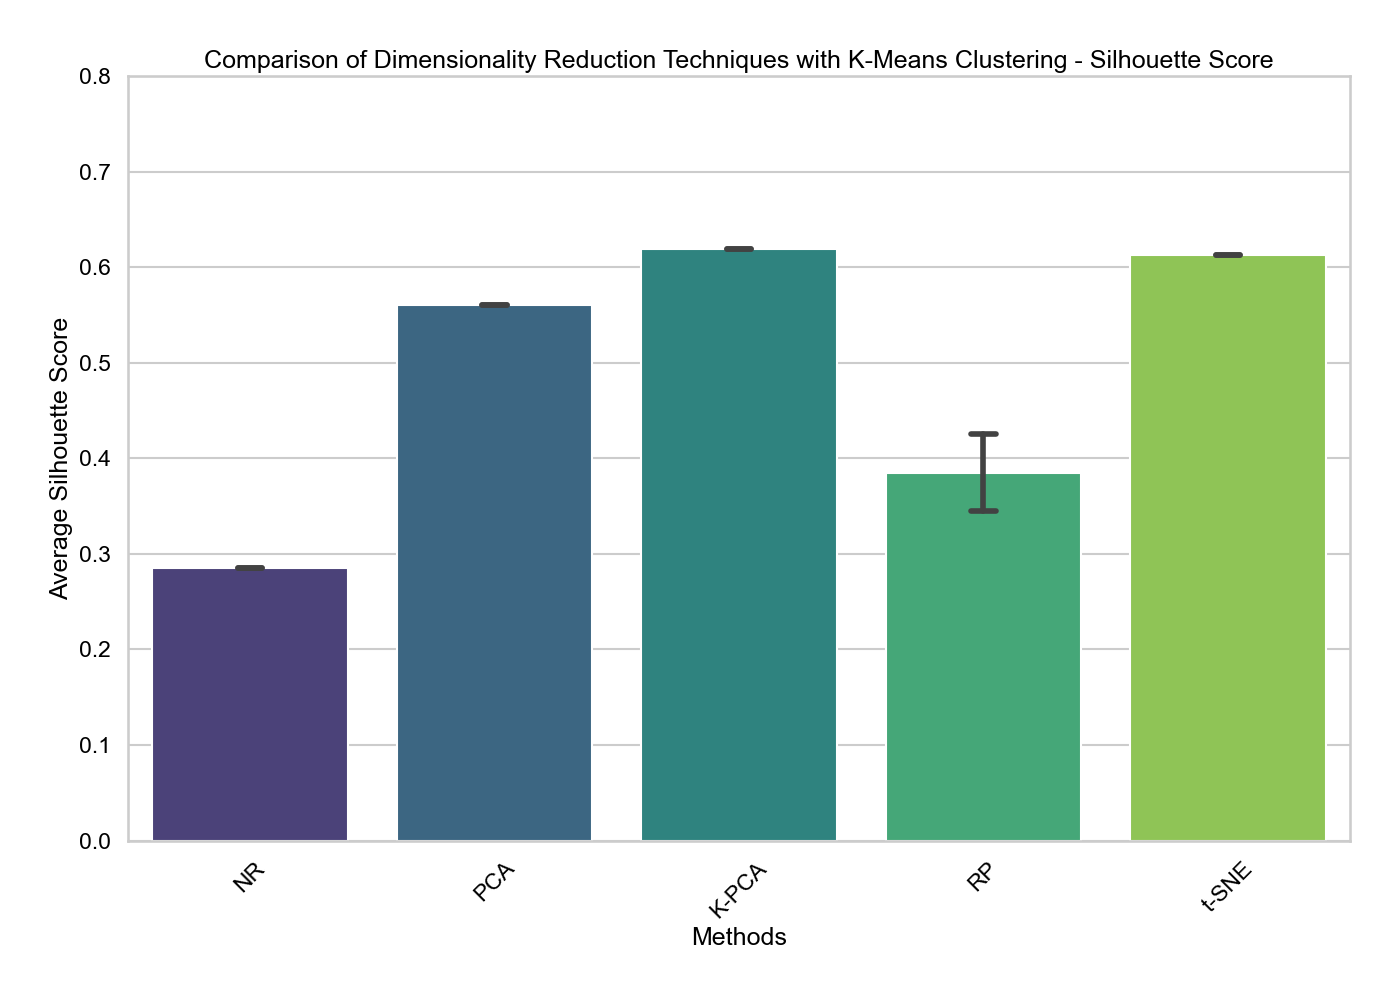 Comparison of Dimensionality Reduction Techniques with K-Means Clustering - Silhouette Score
0.8
0.7
0.6
0.5
0.4
0.3
0.2
0.1
0.0
Average Silhouette Score
NR
PCA
K-PCA
RP
t-SNE
Methods